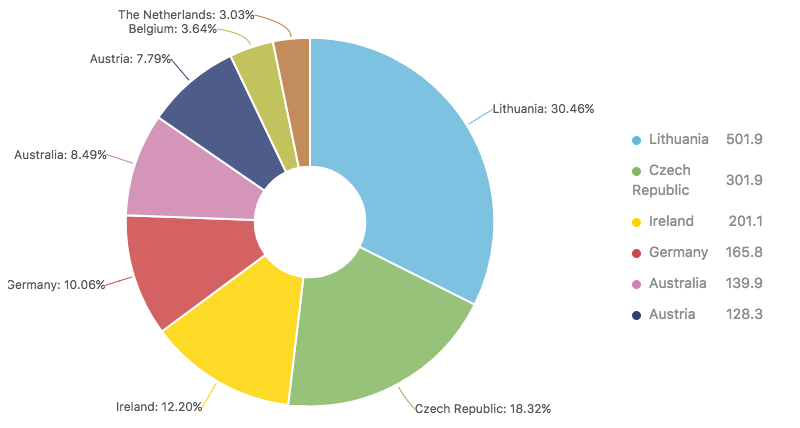 The Netherlands: 3.03%
Belgium: 3.64%
Austria: 7.79%
Lithuania: 30.46%
Australia: 8.49%
Germany: 10.06%
Ireland: 12.20%
Czech Republic: 18.32%
Lithuania 501.9
Czech
Republic 301.9
Ireland 201.1
Germany 165.8
Australia 139.9
Austria 128.3